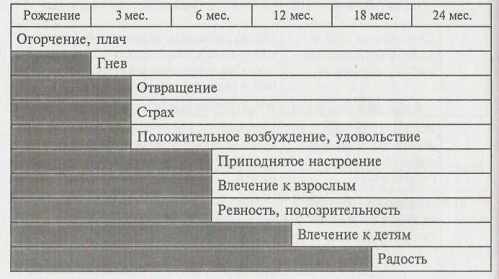 Рождение 3 мес. 6 мес. 12 мес. 18 мес. 24 мес.
Огорчение, плач
Гнев
Отвращение
Страх
Положительное возбуждение, удовольствие
Приподнятое настроение
Влечение к взрослым
Ревность, подозрительность
Влечение к детям
Радость